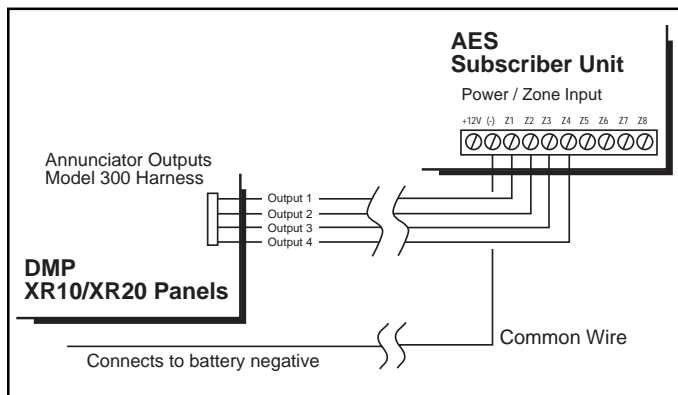 AES
Subscriber Unit
Power / Zone Input
+12V (-) Z1 Z2 Z3 Z4 Z5 Z6 Z7 Z8
Annunciator Outputs
Model 300 Harness
Output 1
Output 2
Output 3
Output 4
DMP
XR10/XR20 Panels
Common Wire
Connects to battery negative